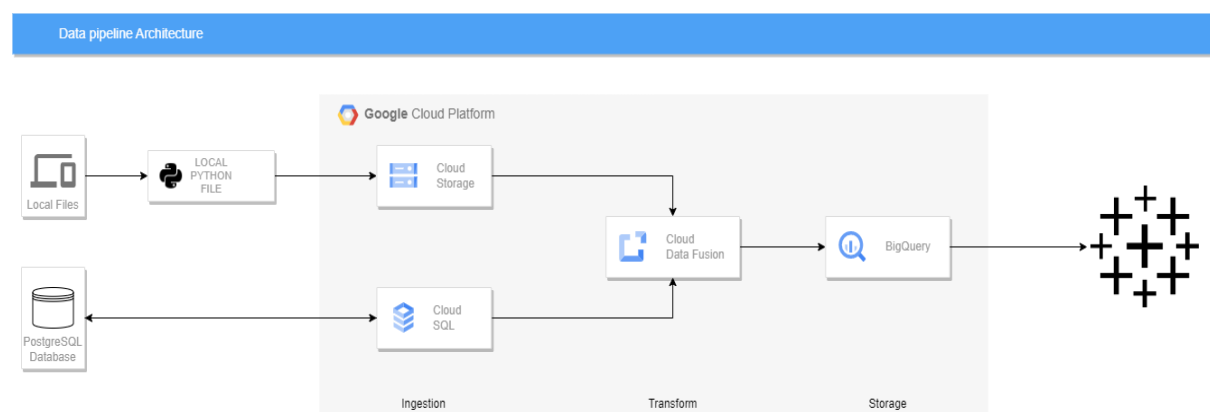 Data pipeline Architecture
Google Cloud Platform
Local Files
LOCAL
PYTHON
FILE
Cloud
Storage
Cloud
Data Fusion
BigQuery
PostgreSQL
Database
Cloud
SQL
Ingestion
Transform
Storage